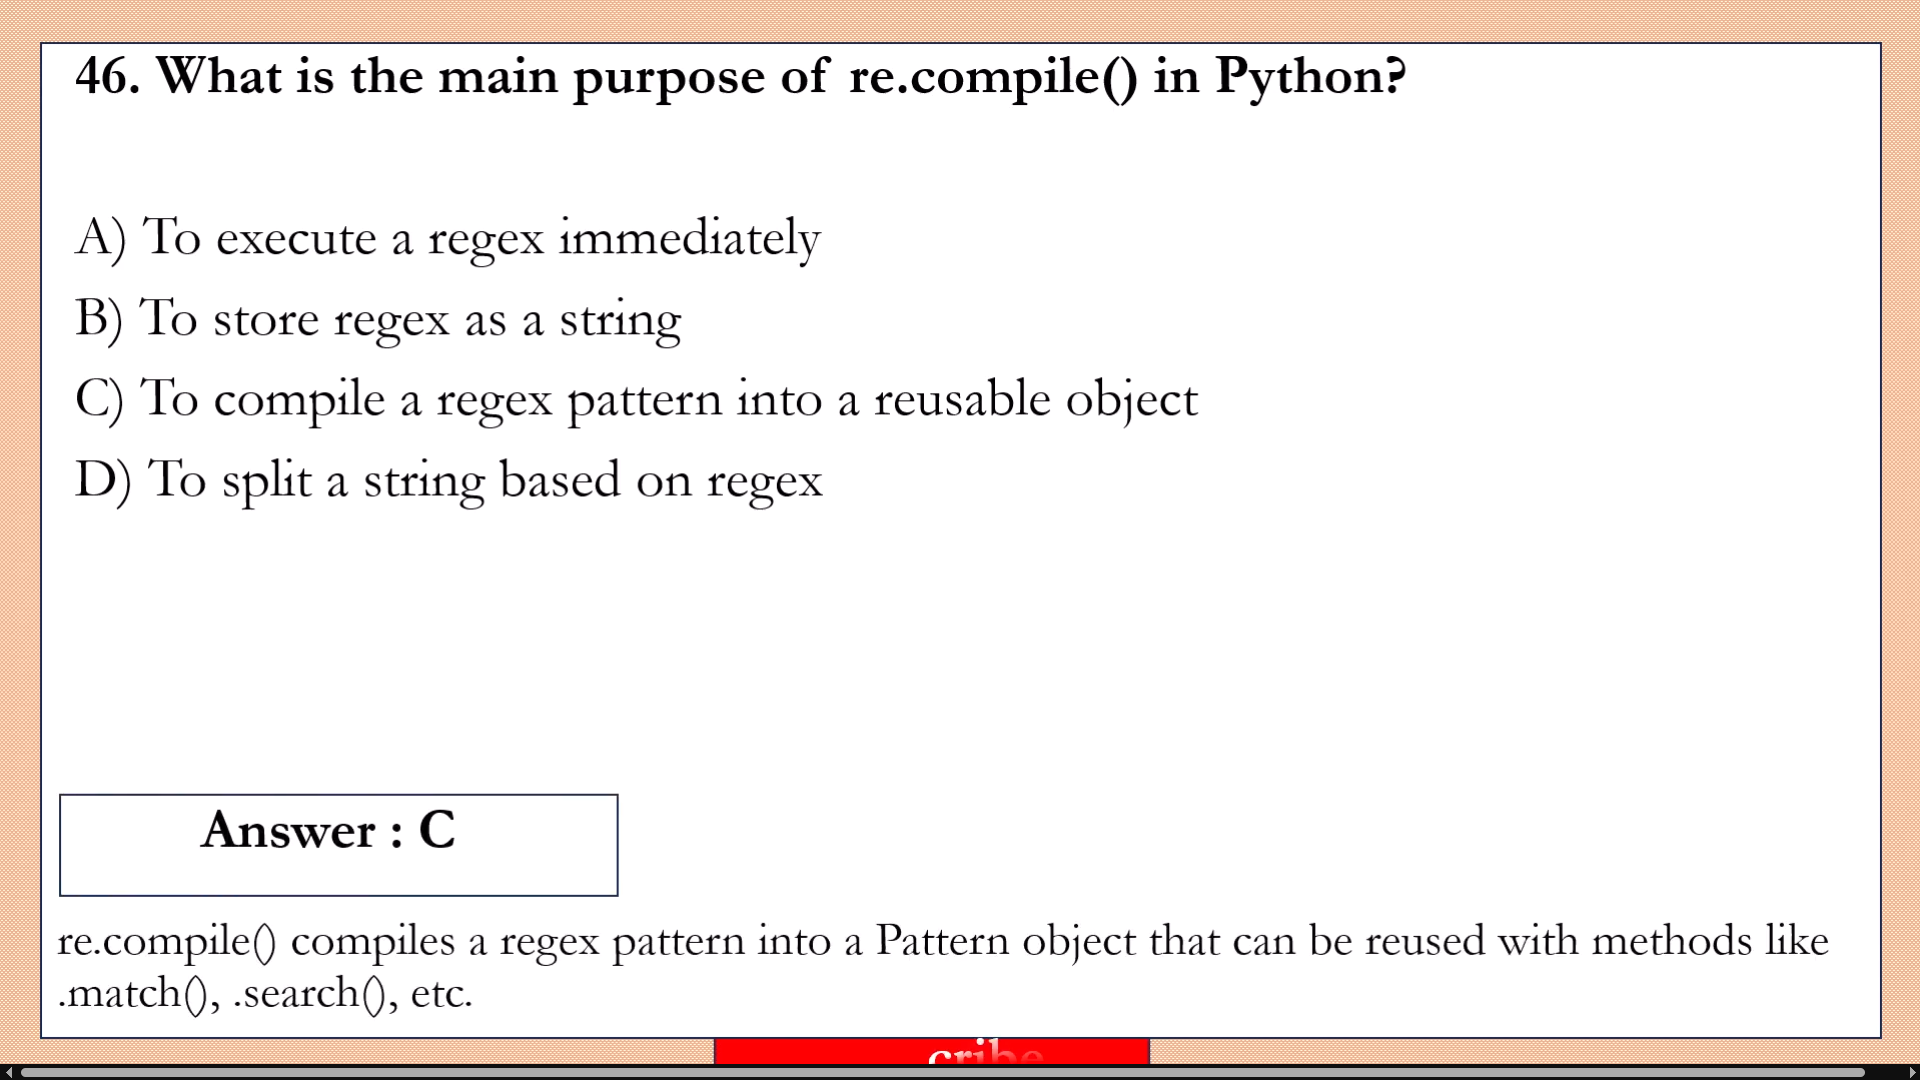 46. What is the main purpose of re.compile() in Python?
A) To execute a regex immediately
B) To store regex as a string
C) To compile a regex pattern into a reusable object
D) To split a string based on regex
Answer : C
re.compile() compiles a regex pattern into a Pattern object that can be reused with methods like
.match(), .search(), etc.
cribe